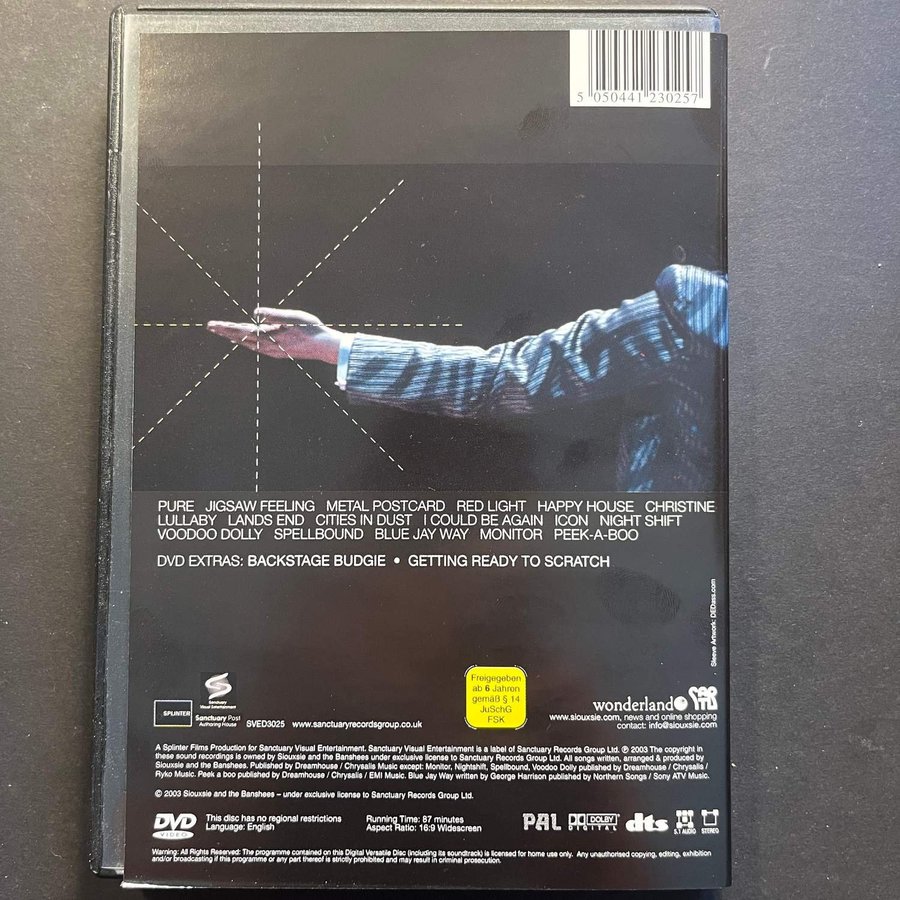 5 050441 230257
PURE JIGSAW FEELING METAL POSTCARD RED LIGHT HAPPY HOUSE CHRISTINE
LULLABY LANDS END CITIES IN DUST I COULD BE AGAIN ICON NIGHT SHIFT
VOODOO DOLLY SPELLBOUND BLUE JAY WAY MONITOR PEEK-A-BOO
DVD EXTRAS: BACKSTAGE BUDGIE • GETTING READY TO SCRATCH
Sleeve Artwork: DEDass.com
Sanctuary
Visual Entertainment
SPLINTER
Sanctuary Post
Authoring House
SVED3025
www.sanctuaryrecordsgroup.co.uk
Freigegeben
ab 6 Jahren
gemäß § 14
JuSchG
FSK
wonderland
www.siouxsie.com, news and online shopping
contact: info@siouxsie.com
A Splinter Films Production for Sanctuary Visual Entertainment. Sanctuary Visual Entertainment is a label of Sanctuary Records Group Ltd. ℗ 2003 The copyright in
these sound recordings is owned by Siouxsie and the Banshees under exclusive license to Sanctuary Records Group Ltd. All songs written, arranged & produced by
Siouxsie and the Banshees. Published by Dreamhouse / Chrysalis Music except: Monitor, Nightshift, Spellbound, Voodoo Dolly published by Dreamhouse / Chrysalis /
Ryko Music. Peek a boo published by Dreamhouse / Chrysalis / EMI Music. Blue Jay Way written by George Harrison published by Northern Songs / Sony ATV Music.
© 2003 Siouxsie and the Banshees – under exclusive license to Sanctuary Records Group Ltd.
DVD
VIDEO
This disc has no regional restrictions
Language: English
Running Time: 87 minutes
Aspect Ratio: 16:9 Widescreen
PAL
DOLBY
DIGITAL
dts
5.1 AUDIO
STEREO
Warning: All Rights Reserved: The programme contained on this Digital Versatile Disc (including its soundtrack) is licensed for home use only. Any unauthorised copying, editing, exhibition
and/or broadcasting if this programme or any part thereof is strictly prohibited and may result in criminal prosecution.